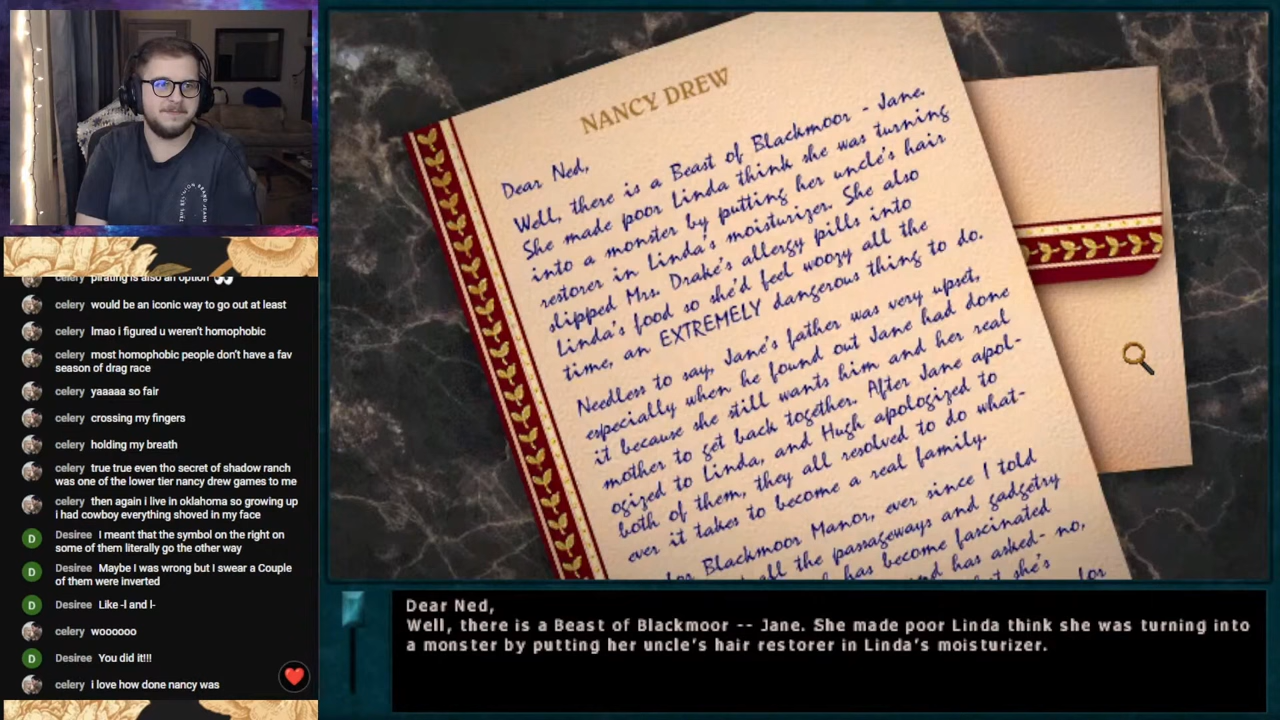 celery pirating is also an option 👀
celery would be an iconic way to go out at least
celery lmao i figured u weren't homophobic
celery most homophobic people don't have a fav
season of drag race
celery yaaaaa so fair
celery crossing my fingers
celery holding my breath
celery true true even tho secret of shadow ranch
was one of the lower tier nancy drew games to me
celery then again i live in oklahoma so growing up
i had cowboy everything shoved in my face
D Desiree I meant that the symbol on the right on
some of them literally go the other way
D Desiree Maybe I was wrong but I swear a Couple
of them were inverted
D Desiree Like -l and l-
celery woooooo
D Desiree You did it!!!
celery i love how done nancy was
NANCY DREW
Dear Ned,
Well, there is a Beast of Blackmoor - Jane.
She made poor Linda think she was turning
into a monster by putting her uncle's hair
restorer in Linda's moisturizer. She also
slipped Mrs. Drake's allergy pills into
Linda's food so she'd feel woozy all the
time, an EXTREMELY dangerous thing to do.
Needless to say, Jane's father was very upset,
especially when he found out Jane had done
it because she still wants him and her real
mother to get back together. After Jane apol-
ogized to Linda, and Hugh apologized to
both of them, they all resolved to do what-
ever it takes to become a real family.
for Blackmoor Manor, ever since I told
all the passageways and gadgetry
has become fascinated
and has asked- no,
she's
for
Dear Ned,
Well, there is a Beast of Blackmoor -- Jane. She made poor Linda think she was turning into
a monster by putting her uncle's hair restorer in Linda's moisturizer.